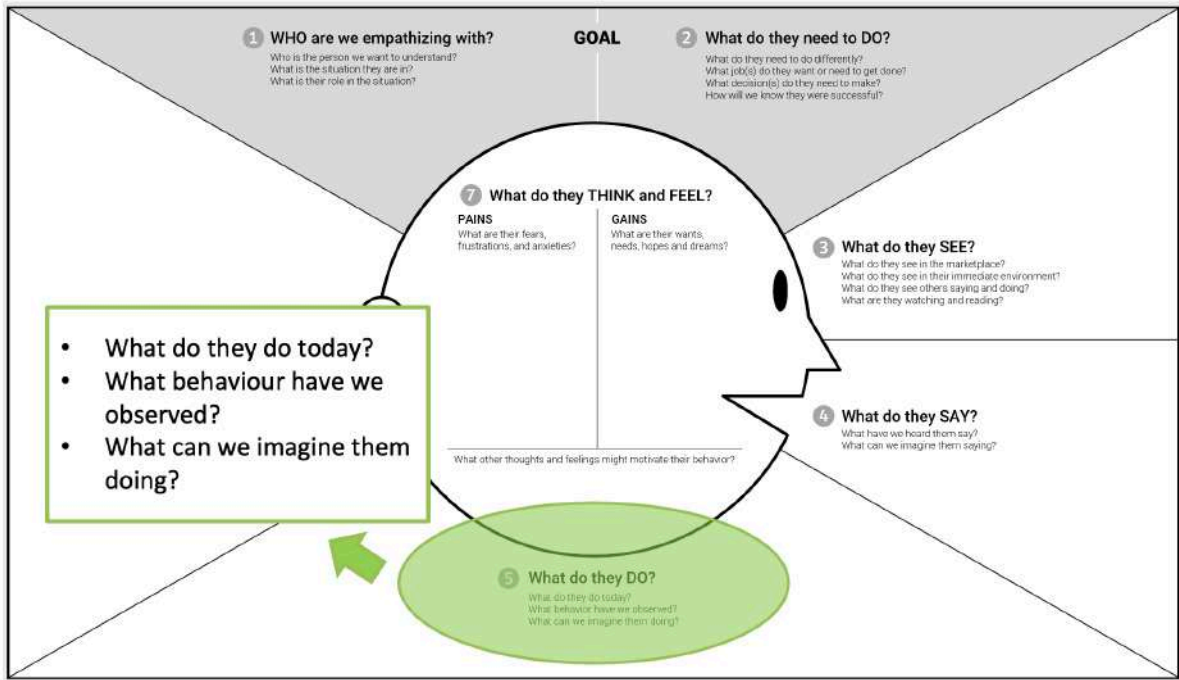 1 WHO are we empathizing with?
Who is the person we want to understand?
What is the situation they are in?
What is their role in the situation?
GOAL
2 What do they need to DO?
What do they need to do differently?
What job(s) do they want or need to get done?
What decision(s) do they need to make?
How will we know they were successful?
7 What do they THINK and FEEL?
PAINS
What are their fears,
frustrations, and anxieties?
GAINS
What are their wants,
needs, hopes and dreams?
What other thoughts and feelings might motivate their behavior?
3 What do they SEE?
What do they see in the marketplace?
What do they see in their immediate environment?
What do they see others saying and doing?
What are they watching and reading?
4 What do they SAY?
What have we heard them say?
What can we imagine them saying?
• What do they do today?
• What behaviour have we
observed?
• What can we imagine them
doing?
5 What do they DO?
What do they do today?
What behavior have we observed?
What can we imagine them doing?